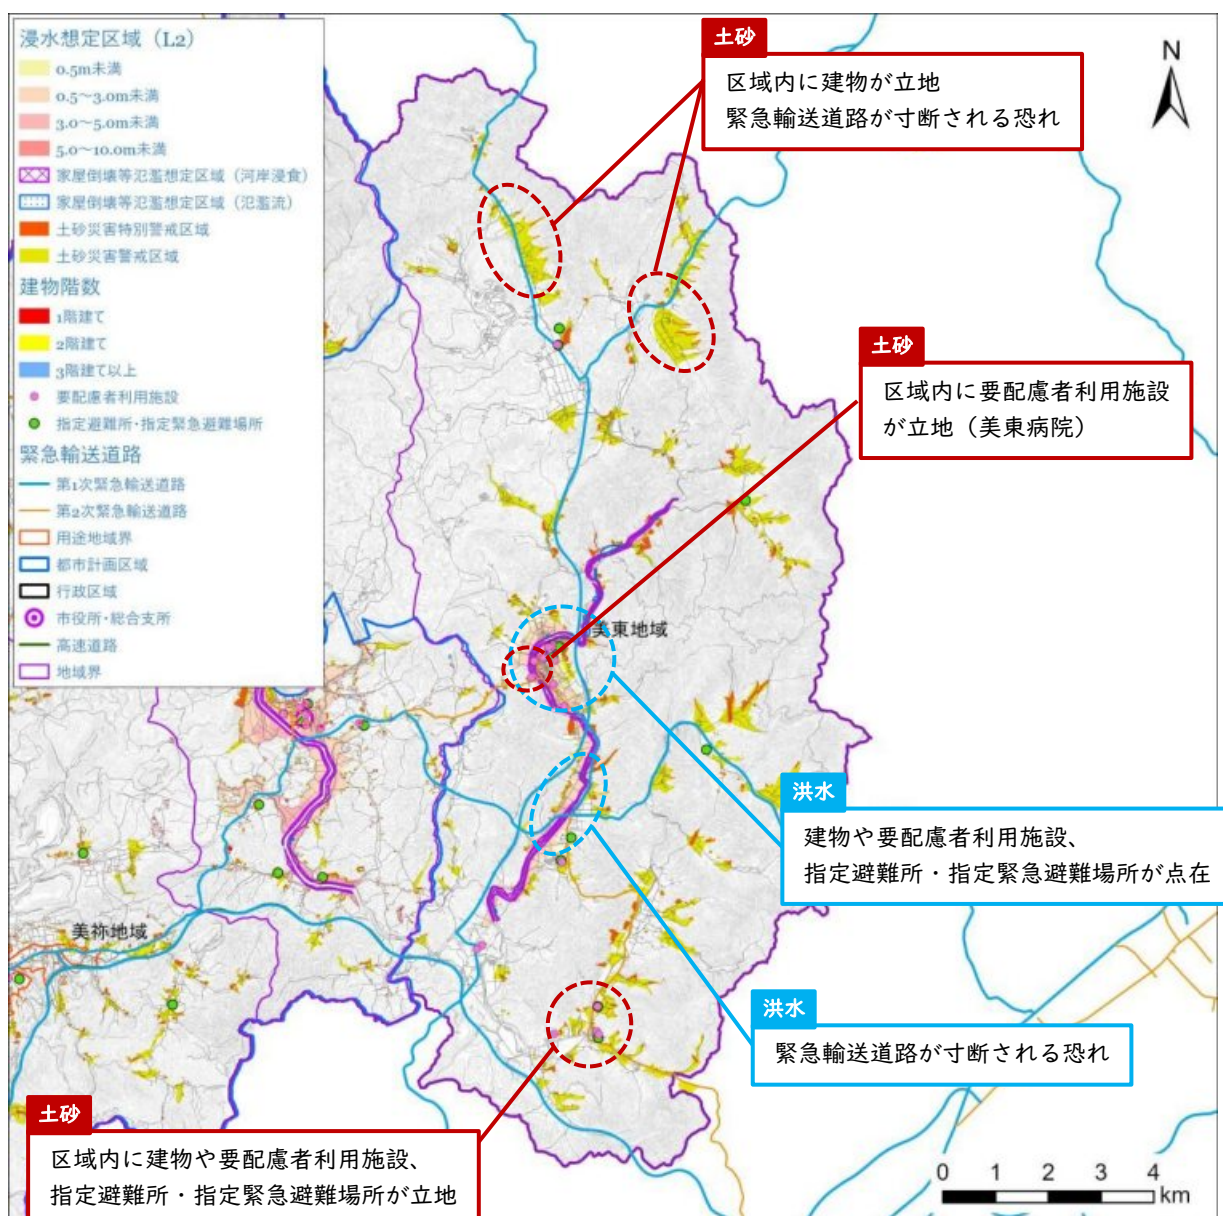 浸水想定区域（L2）
0.5m未満
0.5〜3.0m未満
3.0〜5.0m未満
5.0〜10.0m未満
家屋倒壊等氾濫想定区域（河岸浸食）
家屋倒壊等氾濫想定区域（氾濫流）
土砂災害特別警戒区域
土砂災害警戒区域
建物階数
1階建て
2階建て
3階建て以上
要配慮者利用施設
指定避難所・指定緊急避難場所
緊急輸送道路
第1次緊急輸送道路
第2次緊急輸送道路
用途地域界
都市計画区域
行政区域
市役所・総合支所
高速道路
地域界
土砂
区域内に建物が立地
緊急輸送道路が寸断される恐れ
N
土砂
区域内に要配慮者利用施設
が立地（美東病院）
美東地域
洪水
建物や要配慮者利用施設、
指定避難所・指定緊急避難場所が点在
美祢地域
洪水
緊急輸送道路が寸断される恐れ
土砂
区域内に建物や要配慮者利用施設、
指定避難所・指定緊急避難場所が立地
0 1 2 3 4
km